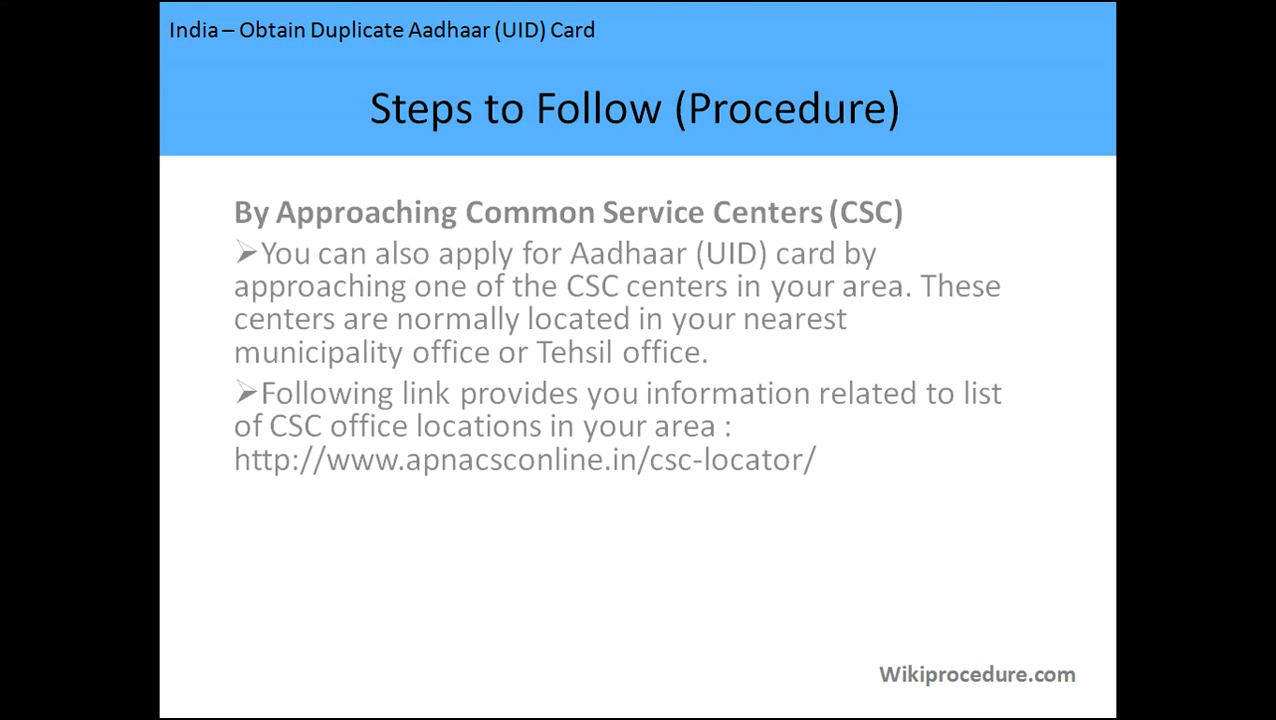 India – Obtain Duplicate Aadhaar (UID) Card
Steps to Follow (Procedure)
By Approaching Common Service Centers (CSC)
➢You can also apply for Aadhaar (UID) card by
approaching one of the CSC centers in your area. These
centers are normally located in your nearest
municipality office or Tehsil office.
➢Following link provides you information related to list
of CSC office locations in your area :
http://www.apnacsconline.in/csc-locator/
Wikiprocedure.com